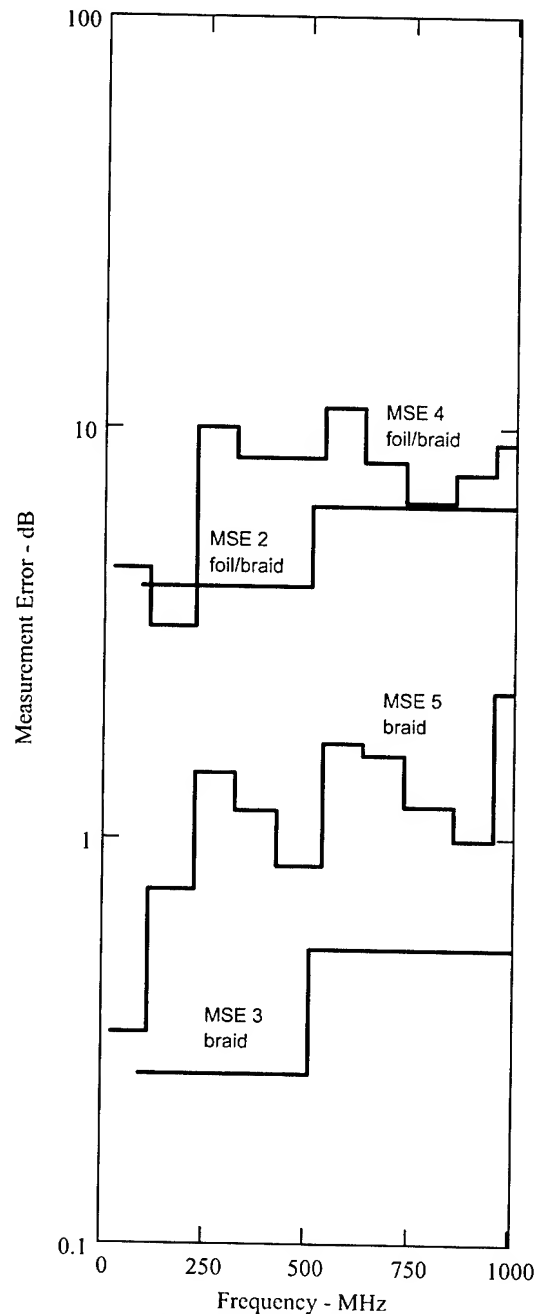 100
10
1
0.1
Measurement Error - dB
MSE 4
foil/braid
MSE 2
foil/braid
MSE 5
braid
MSE 3
braid
0 250 500 750 1000
Frequency - MHz